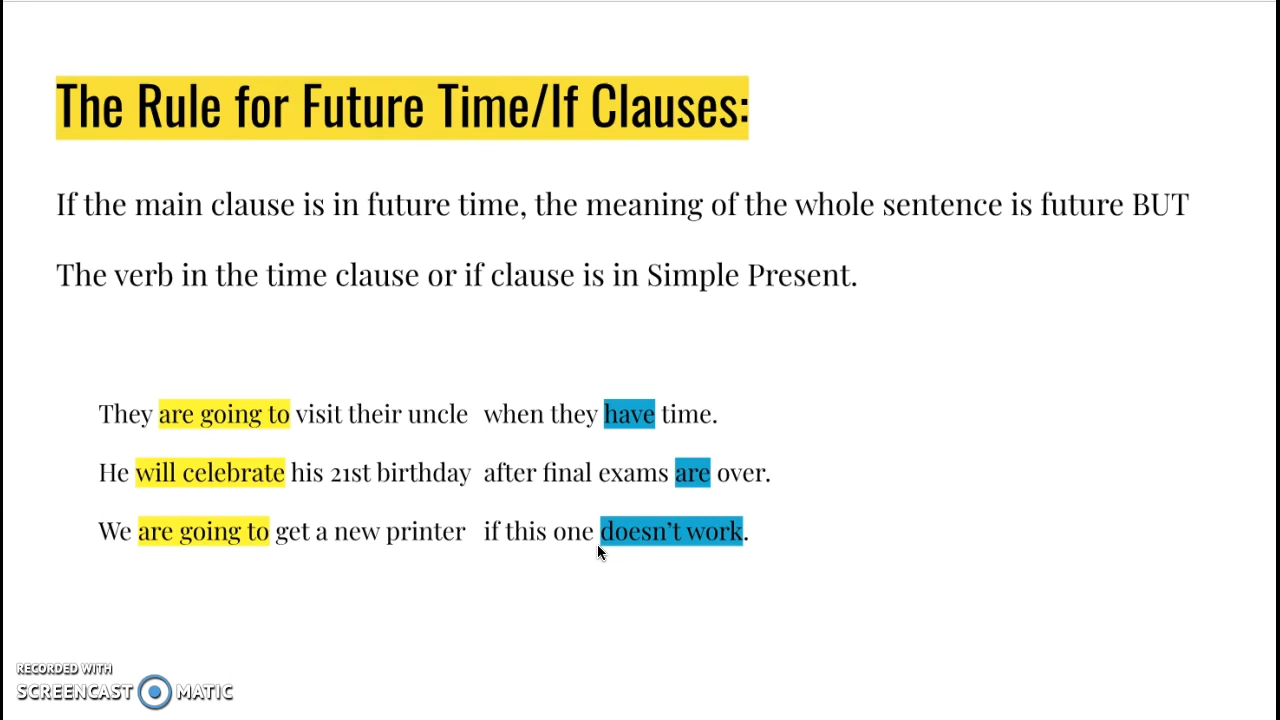 The Rule for Future Time/If Clauses:
If the main clause is in future time, the meaning of the whole sentence is future BUT
The verb in the time clause or if clause is in Simple Present.
They are going to visit their uncle when they have time.
He will celebrate his 21st birthday after final exams are over.
We are going to get a new printer if this one doesn’t work.
RECORDED WITH
SCREENCAST MATIC